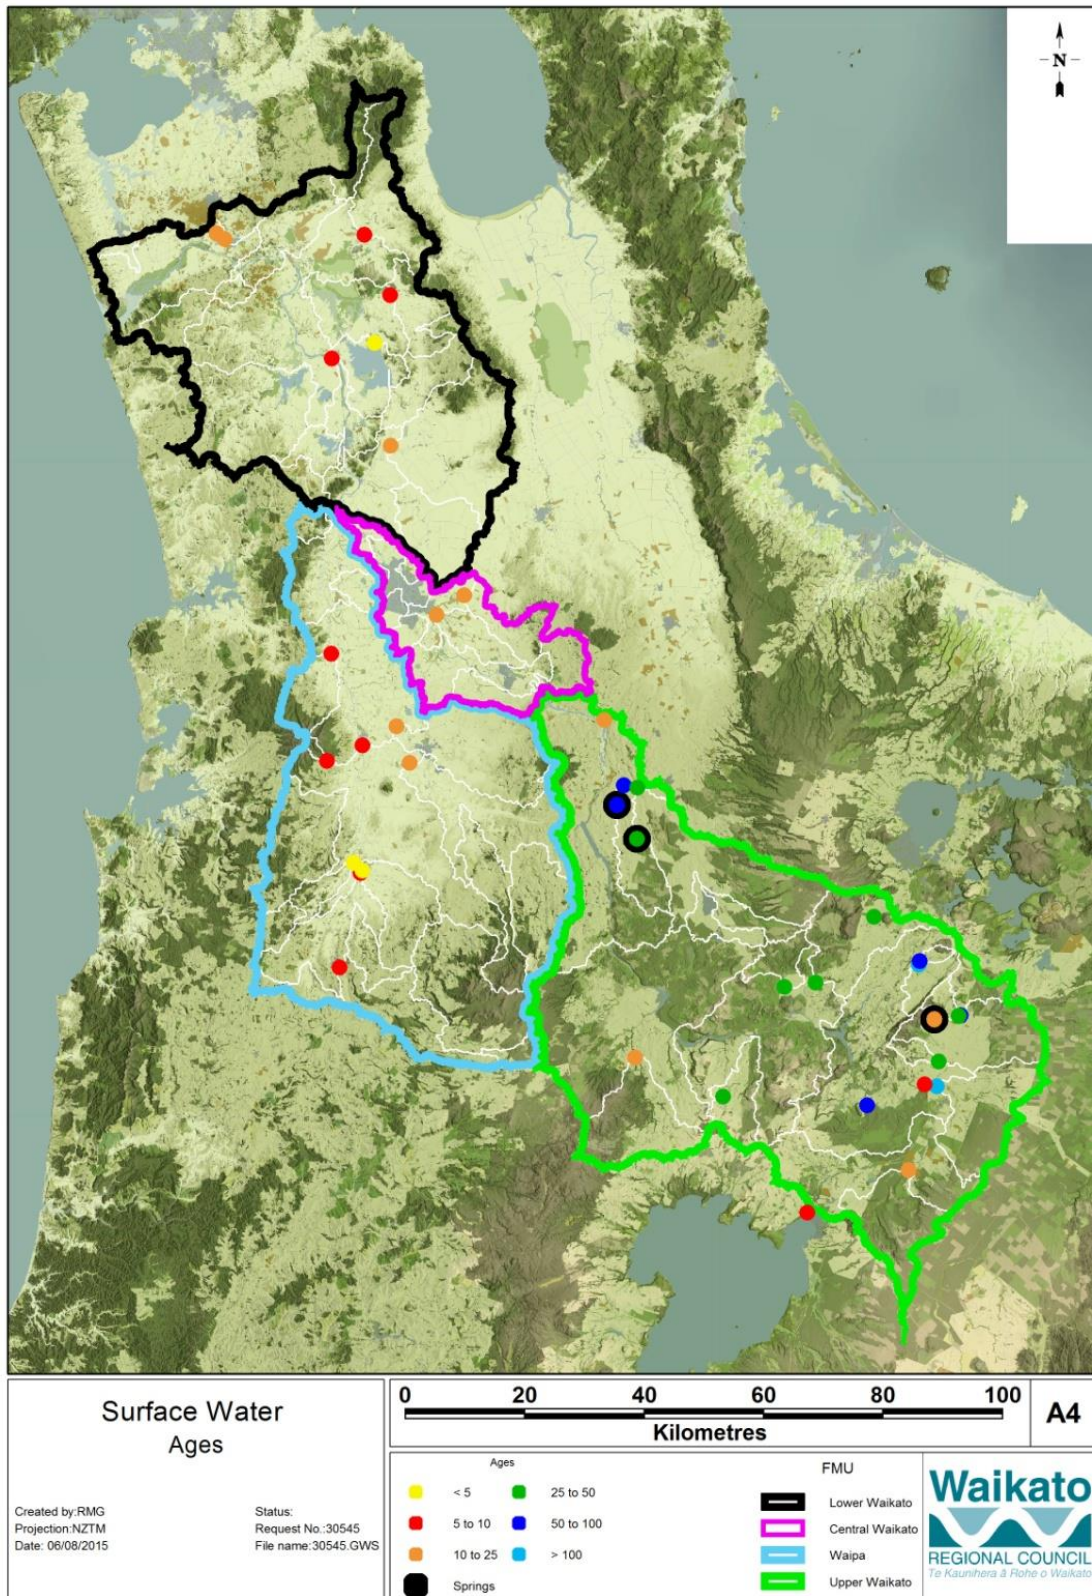 N
Surface Water
Ages
Created by:RMG
Projection:NZTM
Date: 06/08/2015
Status:
Request No.:30545
File name:30545.GWS
0 20 40 60 80 100
Kilometres
A4
Ages
< 5
25 to 50
5 to 10
50 to 100
10 to 25
> 100
Springs
FMU
Lower Waikato
Central Waikato
Waipa
Upper Waikato
Waikato
REGIONAL COUNCIL
Te Kaunihera ā Rohe o Waikato